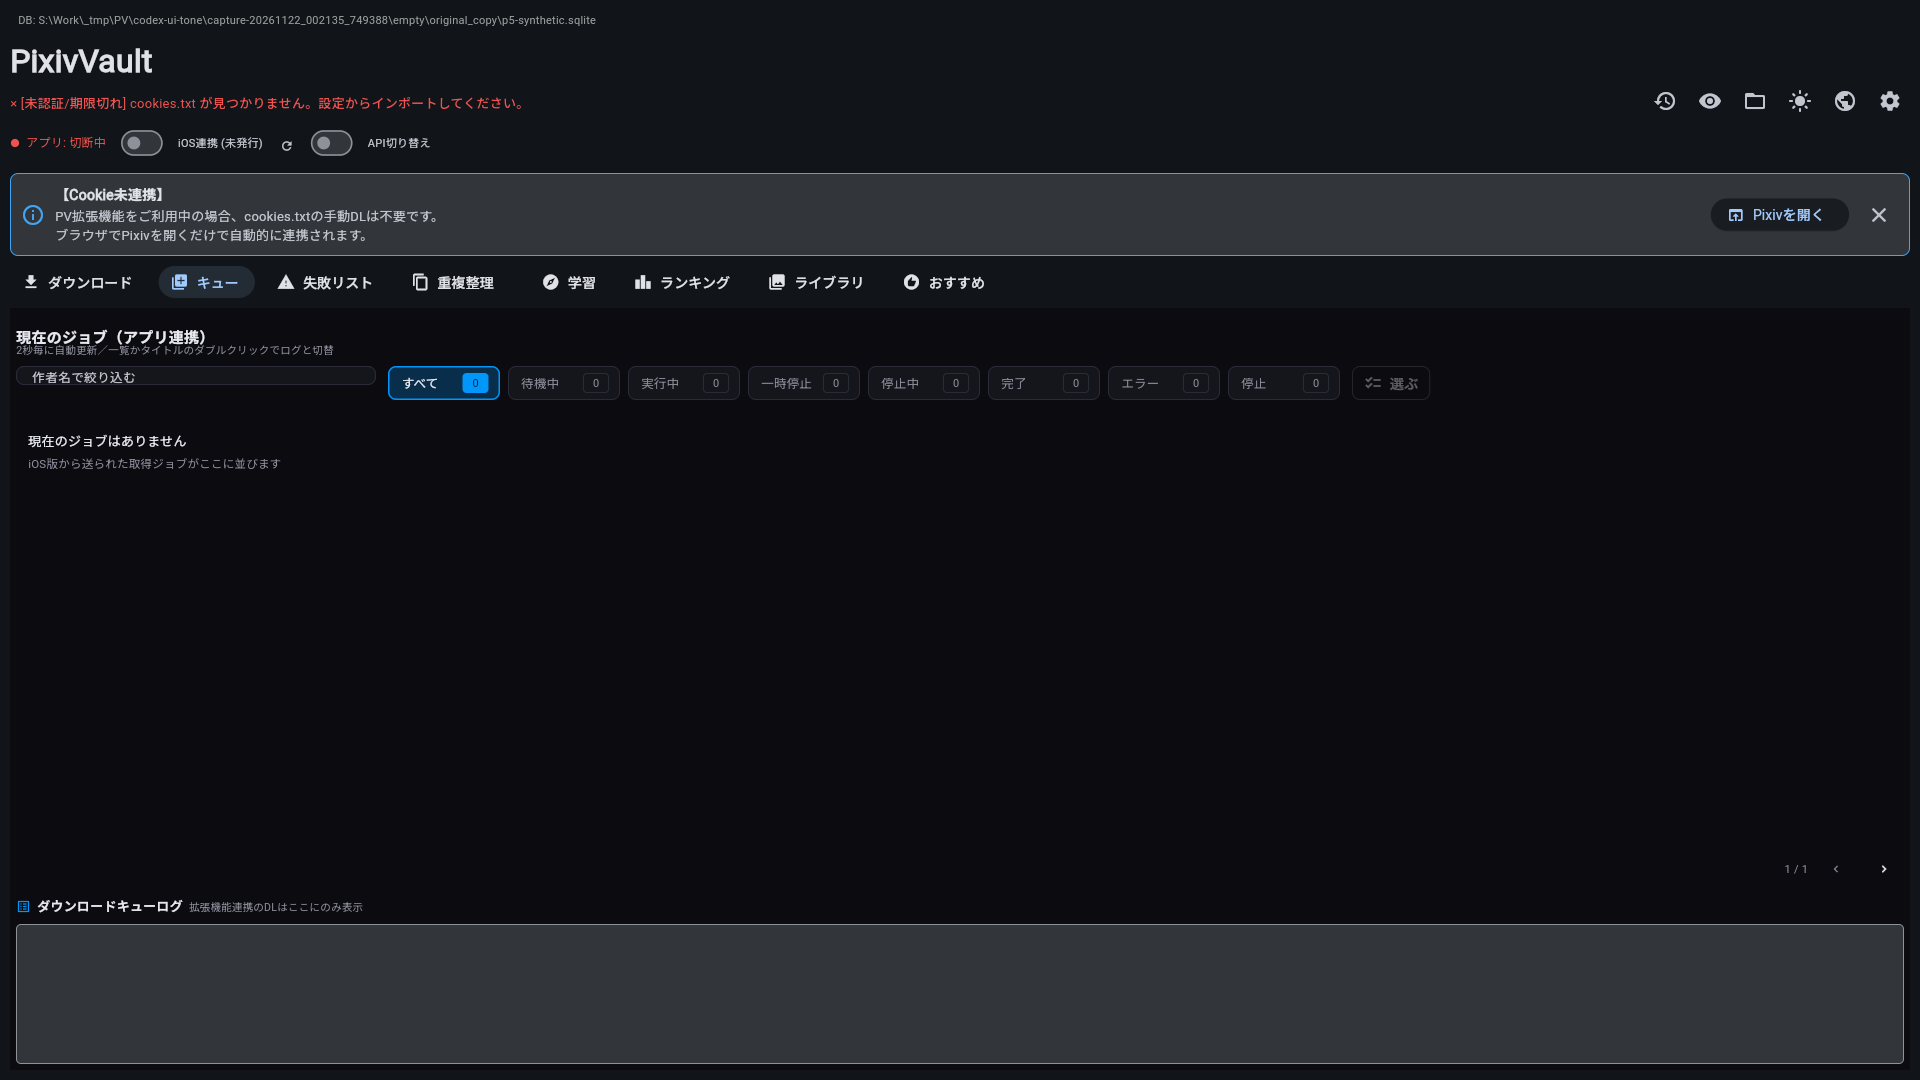 DB: S:\Work\_tmp\PV\codex-ui-tone\capture-20261122_002135_749388\empty\original_copy\p5-synthetic.sqlite
PixivVault
× [未認証/期限切れ] cookies.txt が見つかりません。設定からインポートしてください。
アプリ: 切断中 iOS連携 (未発行) API切り替え
【Cookie未連携】
PV拡張機能をご利用中の場合、cookies.txtの手動DLは不要です。
ブラウザでPixivを開くだけで自動的に連携されます。
Pixivを開く
ダウンロード キュー 失敗リスト 重複整理 学習 ランキング ライブラリ おすすめ
現在のジョブ（アプリ連携）
2秒毎に自動更新／一覧かタイトルのダブルクリックでログと切替
作者名で絞り込む すべて 0 待機中 0 実行中 0 一時停止 0 停止中 0 完了 0 エラー 0 停止 0 選ぶ
現在のジョブはありません
iOS版から送られた取得ジョブがここに並びます
1 / 1
ダウンロードキューログ 拡張機能連携のDLはここにのみ表示